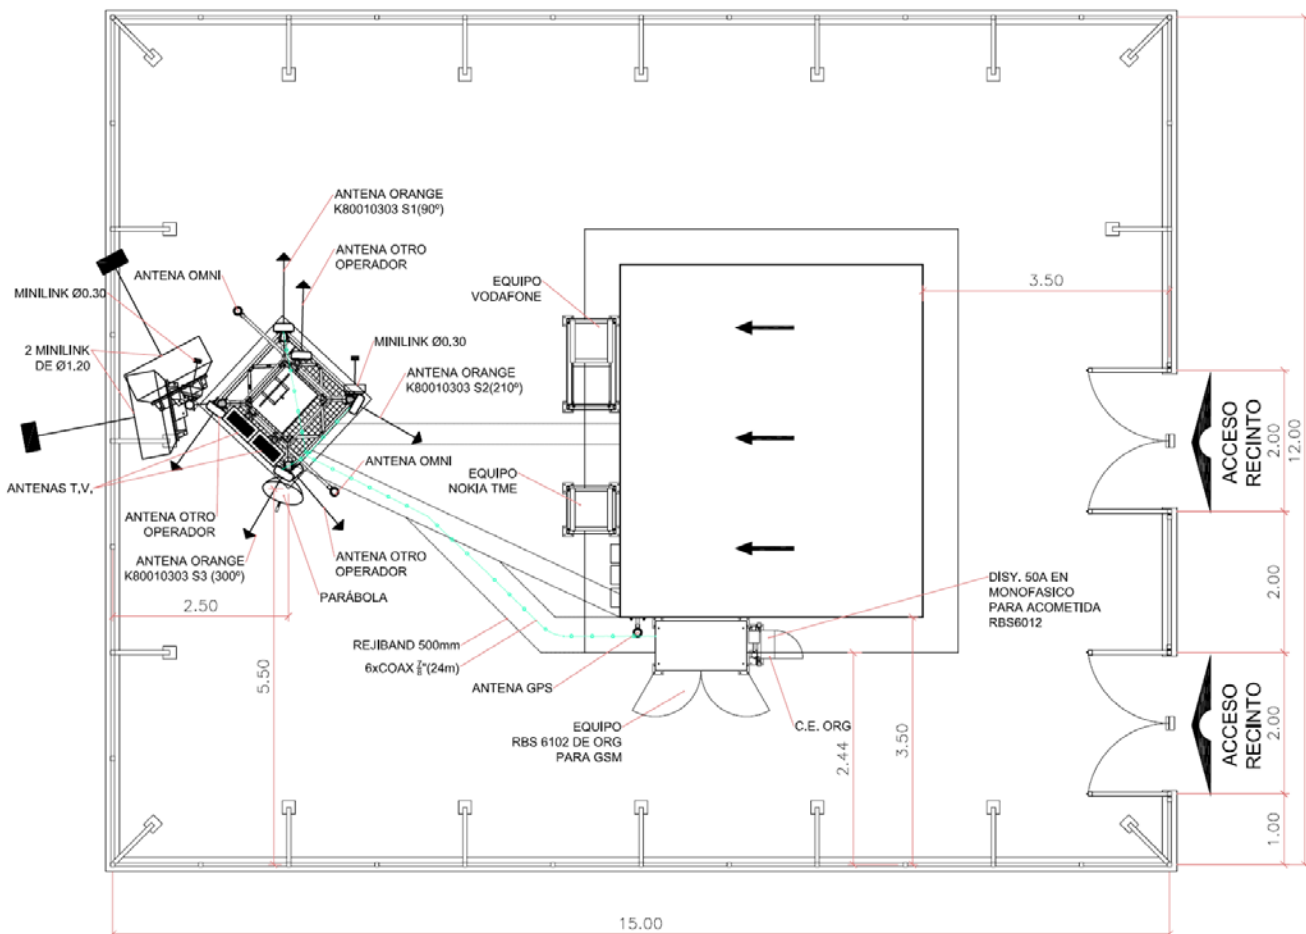 ANTENA ORANGE
K80010303 S1(90º)
ANTENA OTRO
OPERADOR
ANTENA OMNI
MINILINK Ø0.30
2 MINILINK
DE Ø1.20
EQUIPO
VODAFONE
3.50
MINILINK Ø0.30
ANTENA ORANGE
K80010303 S2(210º)
ACCESO
RECINTO
2.00
12.00
ANTENA OMNI
EQUIPO
NOKIA TME
ANTENAS T,V,
ANTENA OTRO
OPERADOR
ANTENA ORANGE
K80010303 S3 (300º)
ANTENA OTRO
OPERADOR
PARÁBOLA
2.50
DISY. 50A EN
MONOFASICO
PARA ACOMETIDA
RBS6012
2.00
REJIBAND 500mm
6xCOAX 7/8"(24m)
5.50
ANTENA GPS
EQUIPO
RBS 6102 DE ORG
PARA GSM
C.E. ORG
2.44
3.50
ACCESO
RECINTO
2.00
1.00
15.00